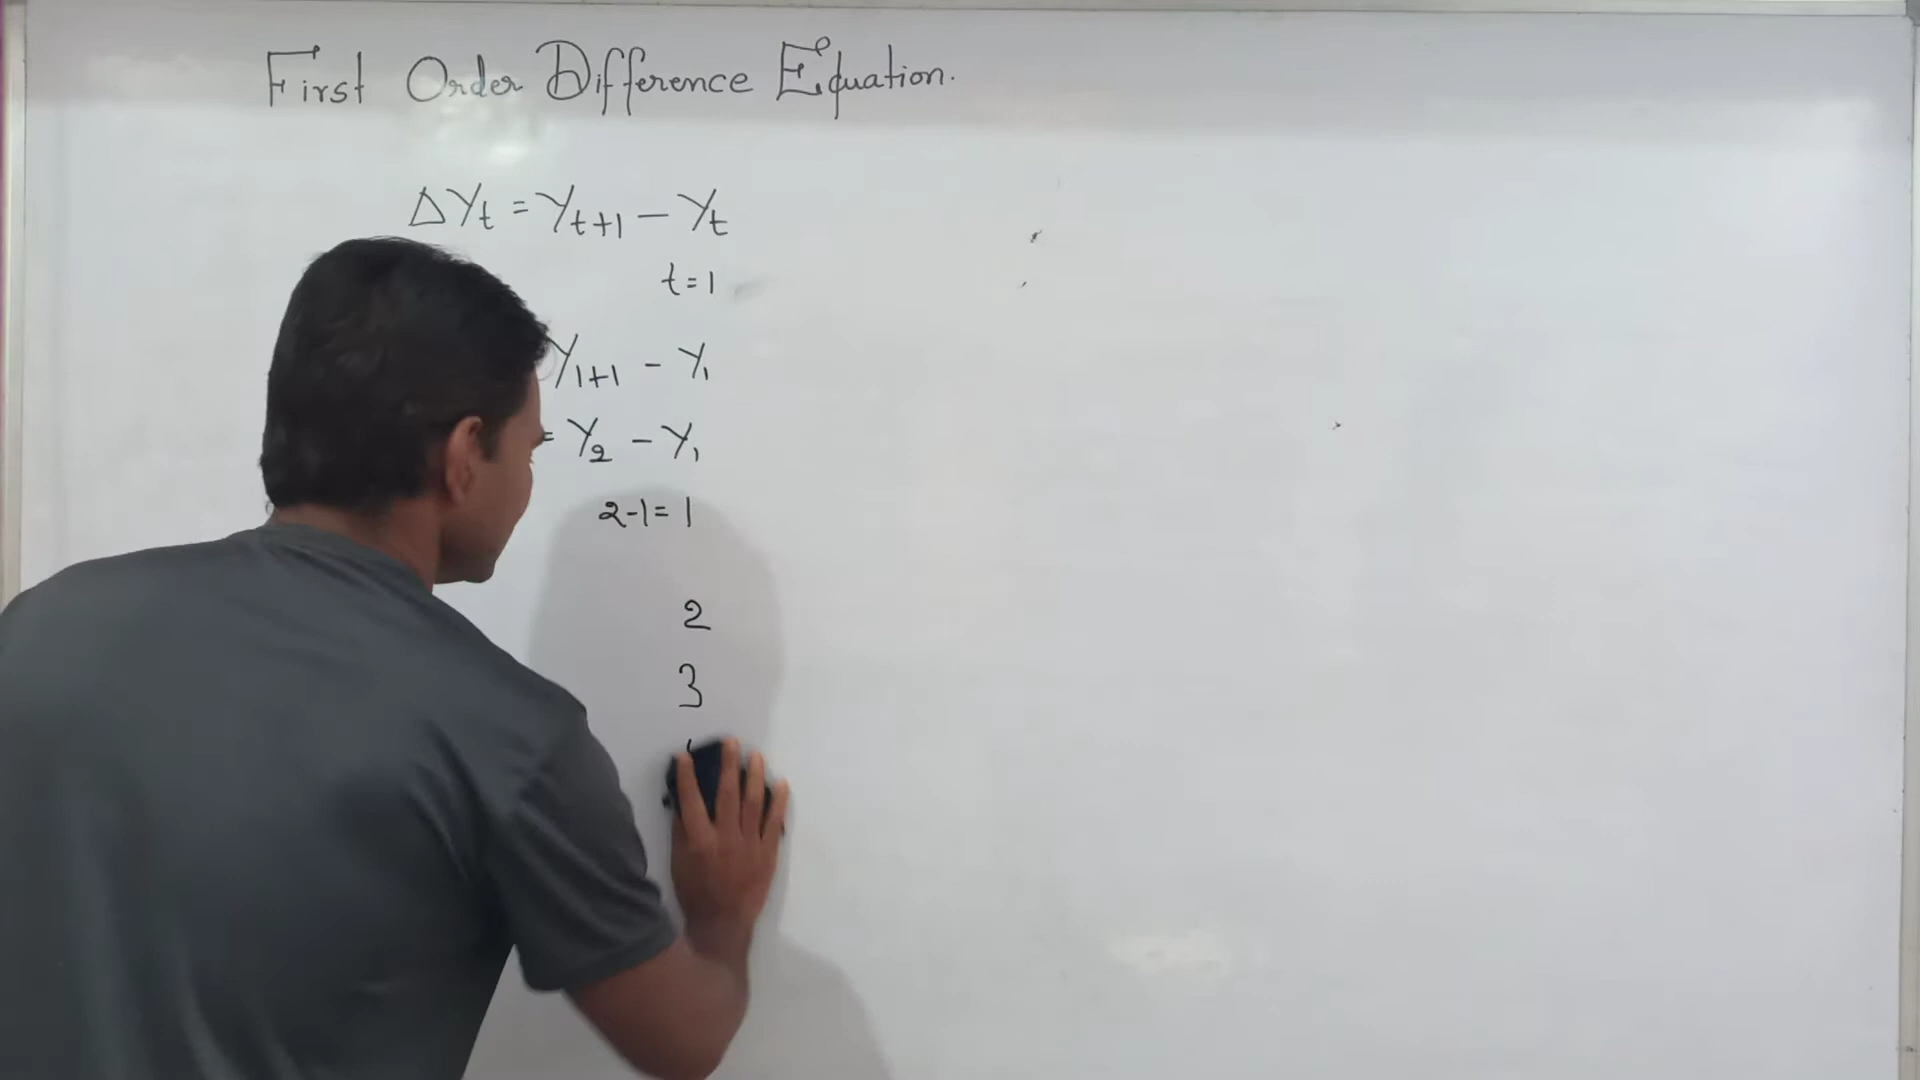 First Order Difference Equation.
ΔYt = Yt+1 − Yt
t=1
Y1+1 − Y1
= Y2 − Y1
2-1= 1
2
3